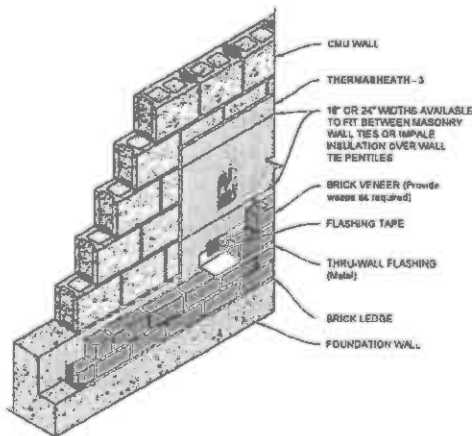 CMU WALL
THERMASHEATH - 3
16" OR 24" WIDTHS AVAILABLE
TO FIT BETWEEN MASONRY
WALL TIES OR IMPALE
INSULATION OVER WALL
TIE PENTILES
BRICK VENEER (Provide
weeps as required)
FLASHING TAPE
THRU-WALL FLASHING
(Metal)
BRICK LEDGE
FOUNDATION WALL